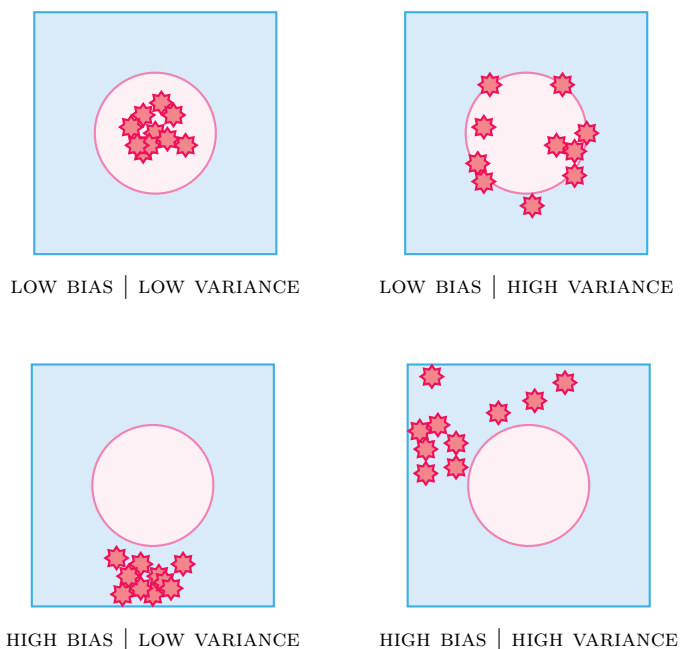 LOW BIAS | LOW VARIANCE
LOW BIAS | HIGH VARIANCE
HIGH BIAS | LOW VARIANCE
HIGH BIAS | HIGH VARIANCE